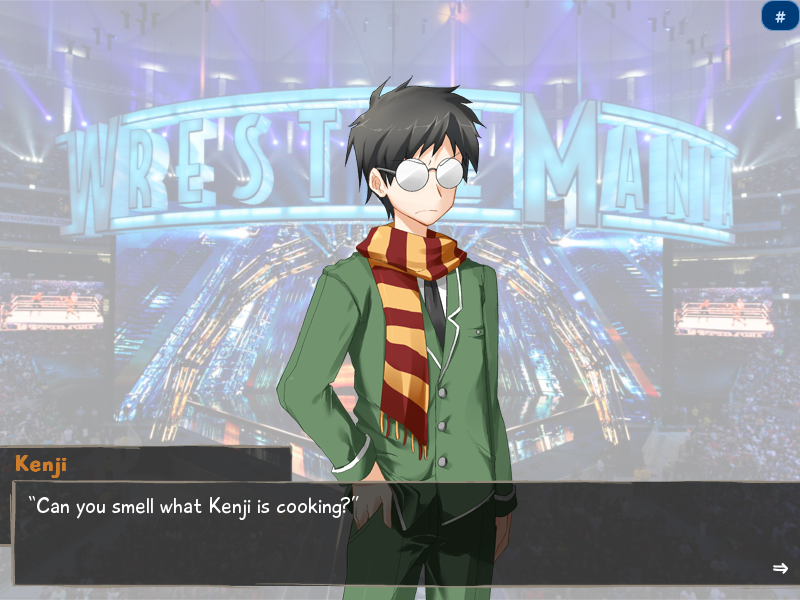 #
WRESTLEMANIA
Kenji
“Can you smell what Kenji is cooking?”
⇒